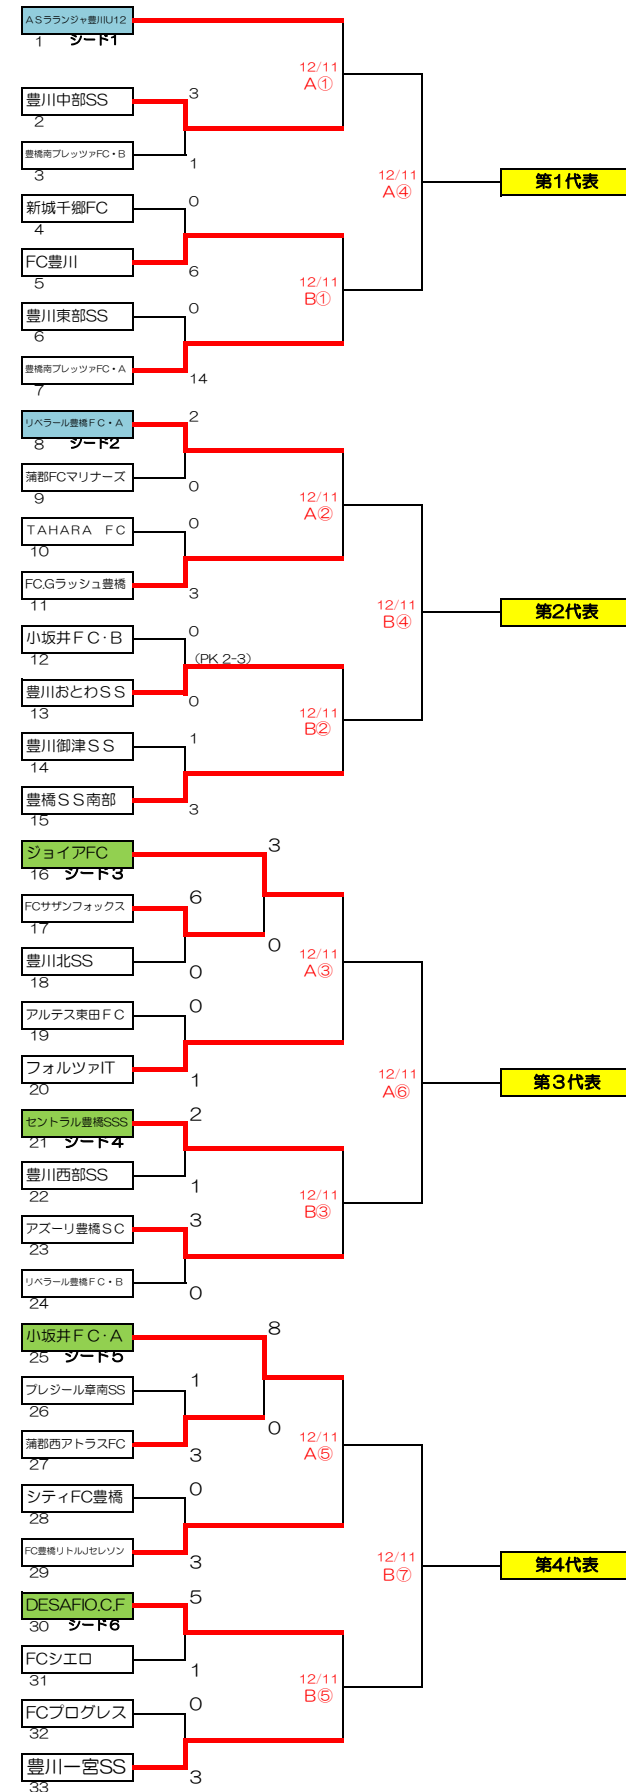 ASラランジャ豊川U12
1 シード1
12/11
A①
豊川中部SS
3
2
豊橋南プレッツァFC・B
1
3
12/11
A④
第1代表
新城千郷FC
0
4
FC豊川
6
5
12/11
B①
豊川東部SS
0
6
豊橋南プレッツァFC・A
14
7
リベラール豊橋FC・A
2
8 シード2
蒲郡FCマリナーズ
0
9
12/11
A②
TAHARA FC
0
10
FC.Gラッシュ豊橋
3
11
12/11
B④
第2代表
小坂井FC・B
0
12
(PK 2-3)
豊川おとわSS
0
13
12/11
B②
豊川御津SS
1
14
豊橋SS南部
3
15
ジョイアFC
3
16 シード3
FCサザンフォックス
6
17
豊川北SS
0
0
18
12/11
A③
アルテス東田FC
0
19
フォルツァIT
1
20
12/11
A⑥
第3代表
セントラル豊橋SSS
2
21 シード4
豊川西部SS
1
22
12/11
B③
アズーリ豊橋SC
3
23
リベラール豊橋FC・B
0
24
小坂井FC・A
8
25 シード5
プレジール章南SS
1
26
蒲郡西アトラスFC
3
0
27
12/11
A⑤
シティFC豊橋
0
28
FC豊橋リトルJセレソン
3
29
12/11
B⑦
第4代表
DESAFIO.C.F
5
30 シード6
FCシエロ
1
31
12/11
B⑤
FCプログレス
0
32
豊川一宮SS
3
33